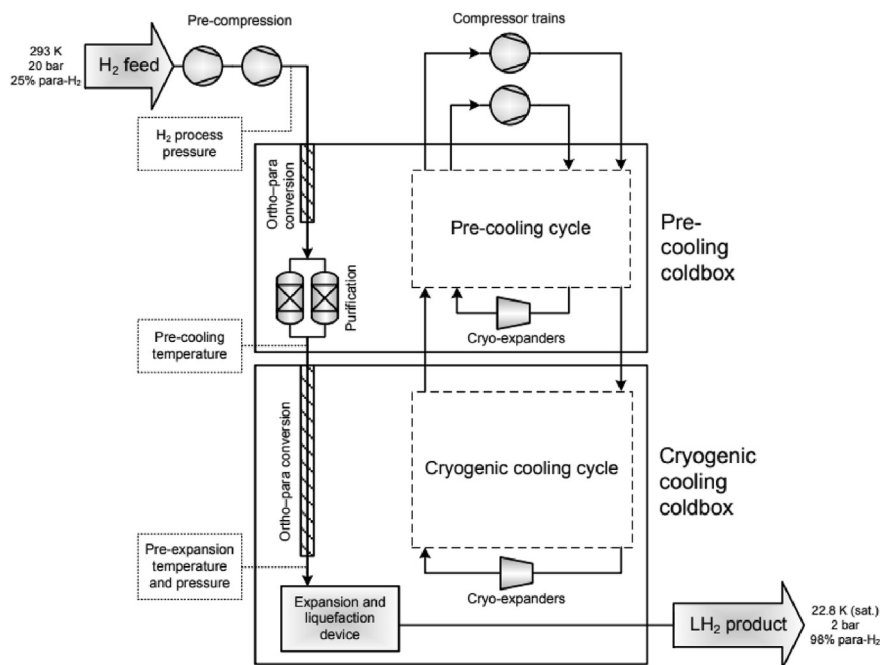 Pre-compression
Compressor trains
293 K
20 bar
25% para-H₂
H₂ feed
H₂ process
pressure
Ortho–para
conversion
Pre-cooling cycle
Pre-
cooling
coldbox
Purification
Cryo-expanders
Pre-cooling
temperature
Ortho–para conversion
Cryogenic cooling cycle
Cryogenic
cooling
coldbox
Pre-expansion
temperature
and pressure
Cryo-expanders
Expansion and
liquefaction
device
LH₂ product
22.8 K (sat.)
2 bar
98% para-H₂